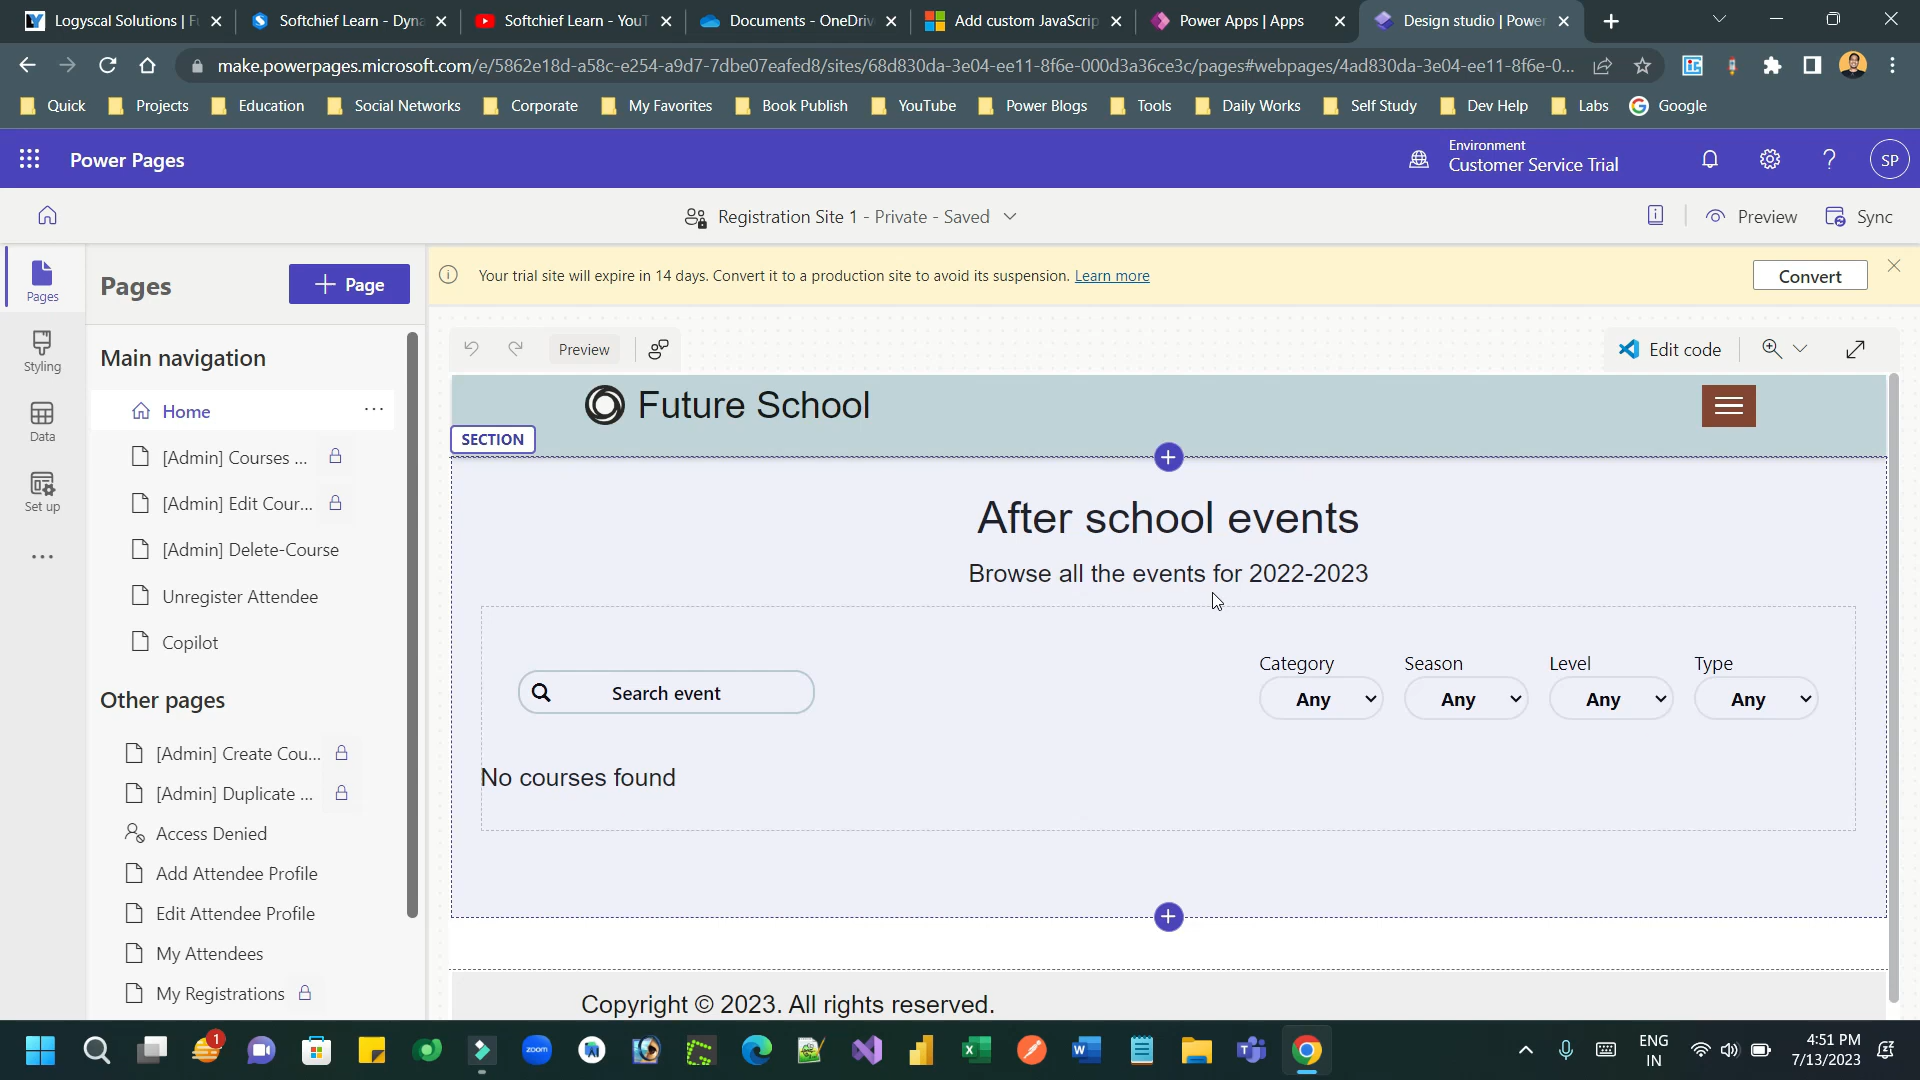 Logyscal Solutions | F
Softchief Learn - Dyna
Softchief Learn - YouT
Documents - OneDriv
Add custom JavaScrip
Power Apps | Apps
Design studio | Power
make.powerpages.microsoft.com/e/5862e18d-a58c-e254-a9d7-7dbe07eafed8/sites/68d830da-3e04-ee11-8f6e-000d3a36ce3c/pages#webpages/4ad830da-3e04-ee11-8f6e-0...
Quick
Projects
Education
Social Networks
Corporate
My Favorites
Book Publish
YouTube
Power Blogs
Tools
Daily Works
Self Study
Dev Help
Labs
Google
Power Pages
Environment
Customer Service Trial
SP
Registration Site 1 - Private - Saved
Preview
Sync
Pages
Styling
Data
Set up
Pages
+ Page
Your trial site will expire in 14 days. Convert it to a production site to avoid its suspension. Learn more
Convert
Main navigation
Home
[Admin] Courses ...
[Admin] Edit Cour...
[Admin] Delete-Course
Unregister Attendee
Copilot
Other pages
[Admin] Create Cou...
[Admin] Duplicate ...
Access Denied
Add Attendee Profile
Edit Attendee Profile
My Attendees
My Registrations
Preview
Edit code
Future School
SECTION
After school events
Browse all the events for 2022-2023
Search event
Category
Any
Season
Any
Level
Any
Type
Any
No courses found
Copyright © 2023. All rights reserved.
1
zoom
ENG
IN
4:51 PM
7/13/2023